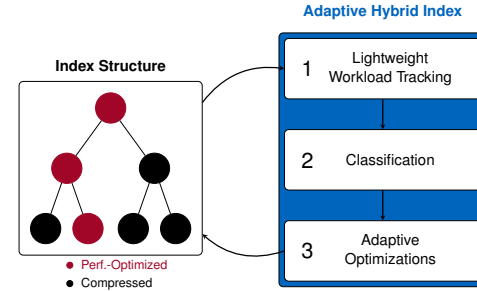 Adaptive Hybrid Index
Index Structure
1 Lightweight
Workload Tracking
2 Classification
3 Adaptive
Optimizations
Perf.-Optimized
Compressed